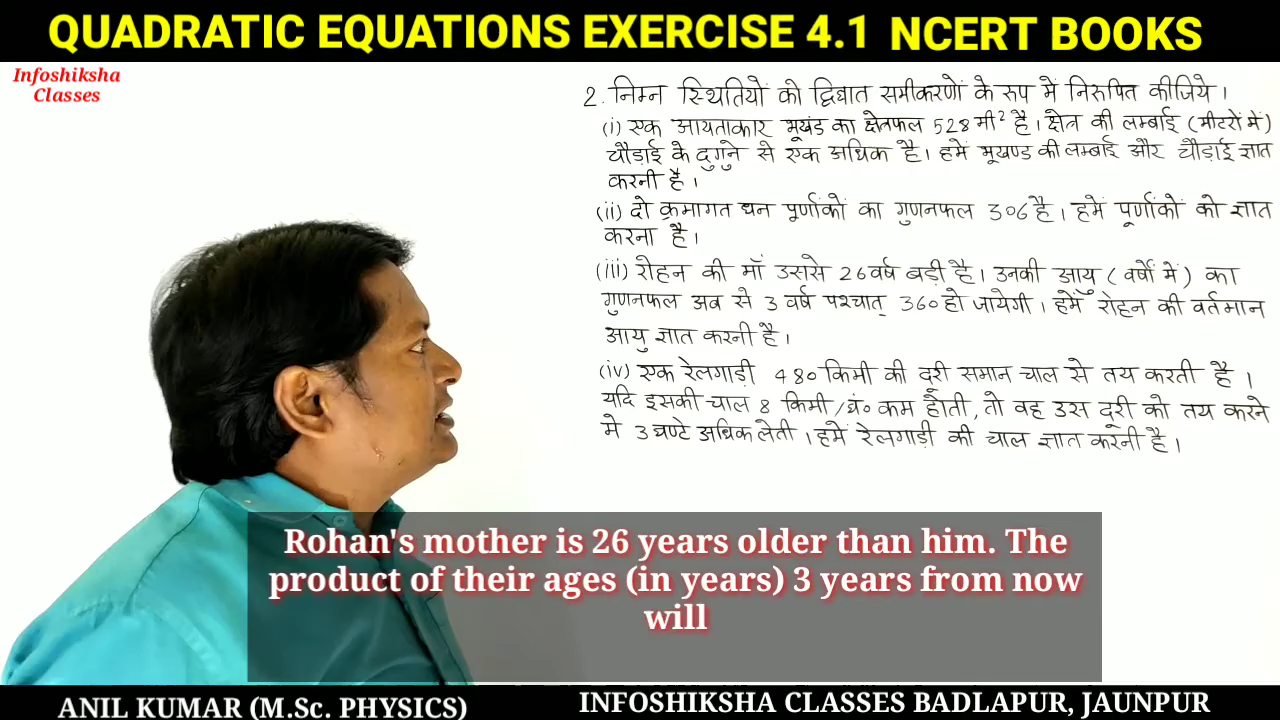 QUADRATIC EQUATIONS EXERCISE 4.1 NCERT BOOKS
Infoshiksha
Classes
2. निम्न स्थितियों को द्विघात समीकरणों के रूप में निरुपित कीजिये।
(i) एक आयताकार भूखंड का क्षेत्रफल 528 मी² है। क्षेत्र की लम्बाई (मीटरों में)
चौड़ाई के दुगुने से एक अधिक है। हमें भूखण्ड की लम्बाई और चौड़ाई ज्ञात
करनी है।
(ii) दो क्रमागत धन पूर्णांकों का गुणनफल 306 है। हमें पूर्णांकों को ज्ञात
करना है।
(iii) रोहन की माँ उससे 26 वर्ष बड़ी है। उनकी आयु (वर्षों में) का
गुणनफल अब से 3 वर्ष पश्चात् 360 हो जायेगी। हमें रोहन की वर्तमान
आयु ज्ञात करनी है।
(iv) एक रेलगाड़ी 480 किमी की दूरी समान चाल से तय करती है।
यदि इसकी चाल 8 किमी/घं० कम होती, तो वह उस दूरी को तय करने
मे 3 घण्टे अधिक लेती। हमें रेलगाड़ी की चाल ज्ञात करनी है।
Rohan's mother is 26 years older than him. The
product of their ages (in years) 3 years from now
will
ANIL KUMAR (M.Sc. PHYSICS)
INFOSHIKSHA CLASSES BADLAPUR, JAUNPUR